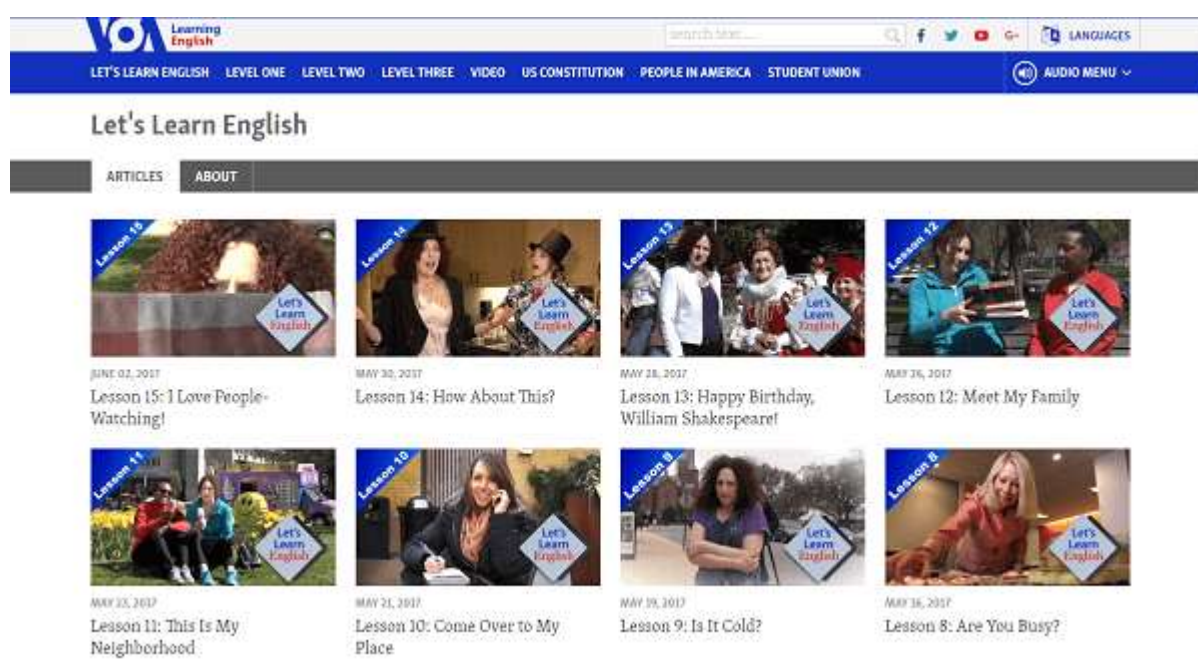 VOA Learning
English
LANGUAGES
LET'S LEARN ENGLISH LEVEL ONE LEVEL TWO LEVEL THREE VIDEO US CONSTITUTION PEOPLE IN AMERICA STUDENT UNION AUDIO MENU
Let's Learn English
ARTICLES ABOUT
Lesson 15
Let's
Learn
English
Lesson 14
Let's
Learn
English
Lesson 13
Let's
Learn
English
Lesson 12
Let's
Learn
English
JUNE 02, 2017
Lesson 15: I Love People-
Watching!
MAY 30, 2017
Lesson 14: How About This?
MAY 28, 2017
Lesson 13: Happy Birthday,
William Shakespeare!
MAY 26, 2017
Lesson 12: Meet My Family
Lesson 11
Let's
Learn
English
Lesson 10
Let's
Learn
English
Lesson 9
Let's
Learn
English
Lesson 8
Let's
Learn
English
MAY 23, 2017
Lesson 11: This Is My
Neighborhood
MAY 21, 2017
Lesson 10: Come Over to My
Place
MAY 19, 2017
Lesson 9: Is It Cold?
MAY 16, 2017
Lesson 8: Are You Busy?